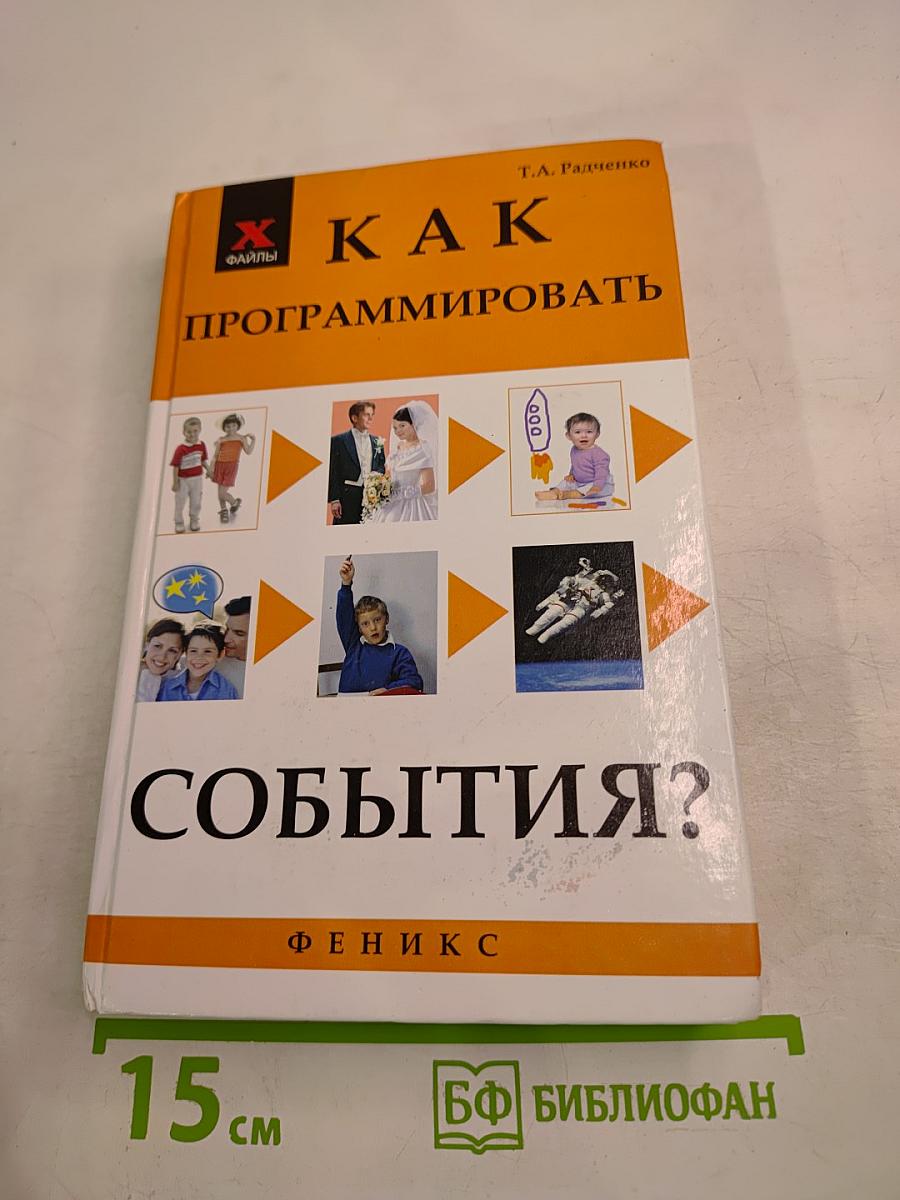 Т.А. Радченко
Х
ФАЙЛЫ
КАК
ПРОГРАММИРОВАТЬ
СОБЫТИЯ?
ФЕНИКС
15 см
БФ БИБЛИОФАН